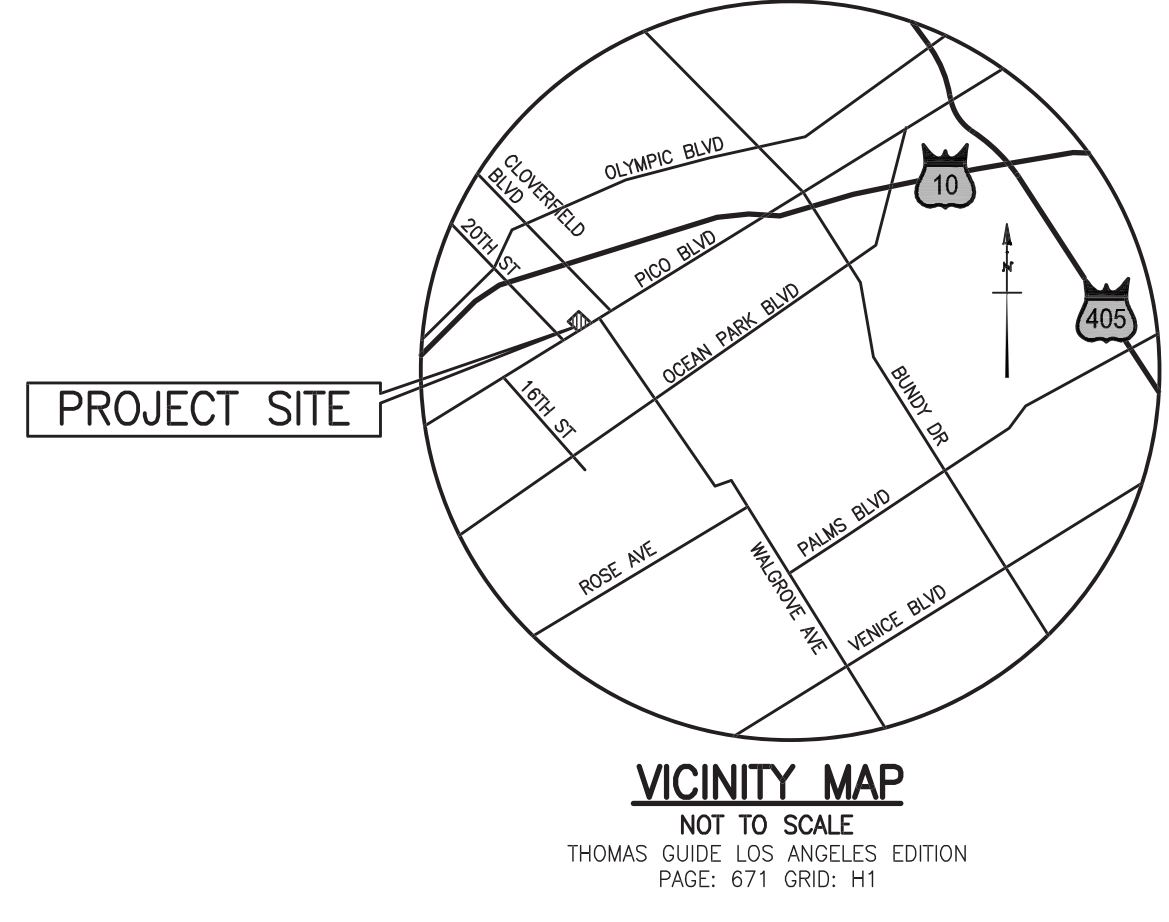 OLYMPIC BLVD
CLOVERFIELD
BLVD
10
20TH ST
PICO BLVD
N
OCEAN PARK BLVD
405
PROJECT SITE
16TH ST
BUNDY DR
PALMS BLVD
ROSE AVE
WALGROVE AVE
VENICE BLVD
VICINITY MAP
NOT TO SCALE
THOMAS GUIDE LOS ANGELES EDITION
PAGE: 671 GRID: H1